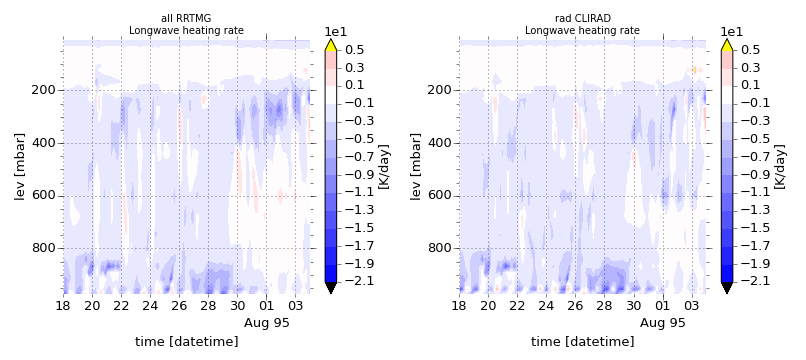 all RRTMG
Longwave heating rate
1e1
0.5
0.3
0.1
−0.1
−0.3
−0.5
−0.7
−0.9
−1.1
−1.3
−1.5
−1.7
−1.9
−2.1
[K/day]
lev [mbar]
200
400
600
800
18 20 22 24 26 28 30 01 03
Aug 95
time [datetime]
rad CLIRAD
Longwave heating rate
1e1
0.5
0.3
0.1
−0.1
−0.3
−0.5
−0.7
−0.9
−1.1
−1.3
−1.5
−1.7
−1.9
−2.1
[K/day]
lev [mbar]
200
400
600
800
18 20 22 24 26 28 30 01 03
Aug 95
time [datetime]